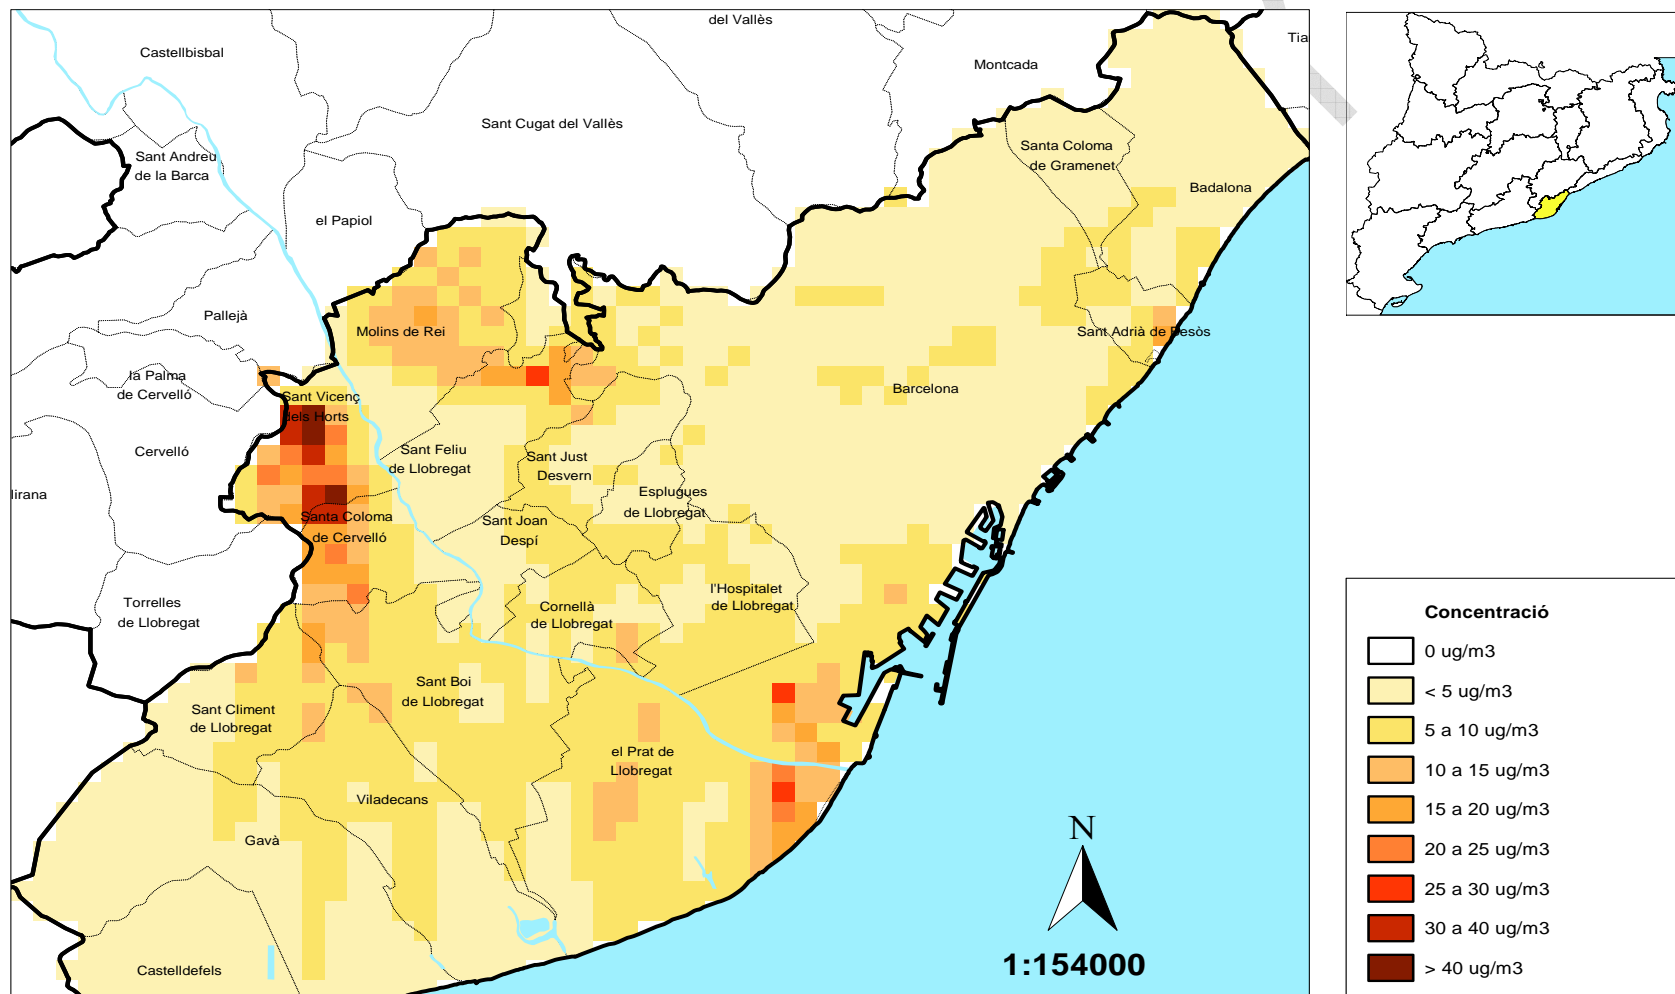 del Vallès
Tia
Castellbisbal
Montcada
Sant Cugat del Vallès
Santa Coloma
de Gramenet
Sant Andreu
de la Barca
Badalona
el Papiol
Pallejà
Molins de Rei
Sant Adrià de Besòs
la Palma
de Cervelló
Barcelona
Sant Vicenç
dels Horts
Cervelló
Sant Feliu
de Llobregat
Sant Just
Desvern
Esplugues
de Llobregat
lirana
Santa Coloma
de Cervelló
Sant Joan
Despí
l'Hospitalet
de Llobregat
Torrelles
de Llobregat
Cornellà
de Llobregat
Sant Boi
de Llobregat
Sant Climent
de Llobregat
el Prat de
Llobregat
Viladecans
Gavà
Castelldefels
N
1:154000
Concentració
0 ug/m3
< 5 ug/m3
5 a 10 ug/m3
10 a 15 ug/m3
15 a 20 ug/m3
20 a 25 ug/m3
25 a 30 ug/m3
30 a 40 ug/m3
> 40 ug/m3